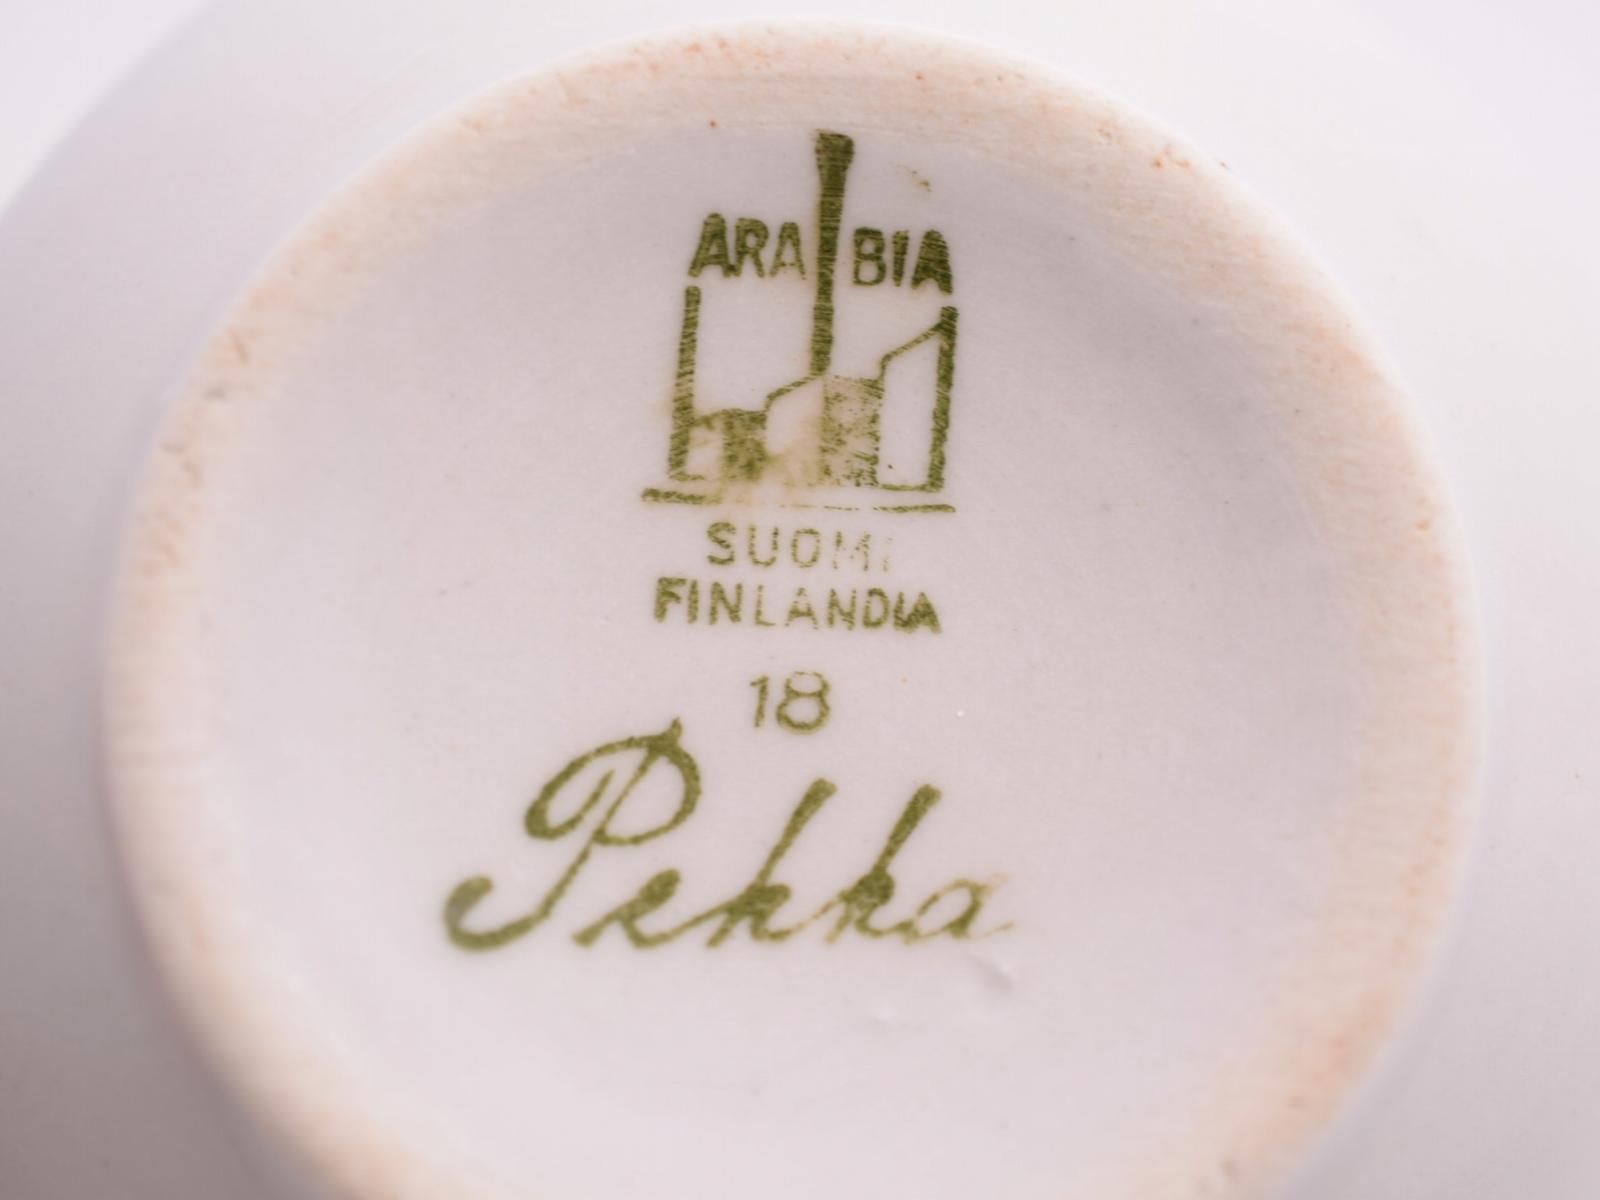 ARABIA
SUOMI
FINLANDIA
18
Pekka